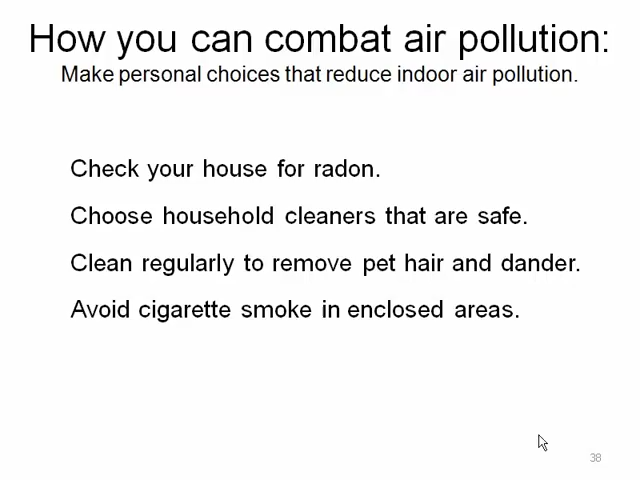 How you can combat air pollution:
Make personal choices that reduce indoor air pollution.
Check your house for radon.
Choose household cleaners that are safe.
Clean regularly to remove pet hair and dander.
Avoid cigarette smoke in enclosed areas.
38